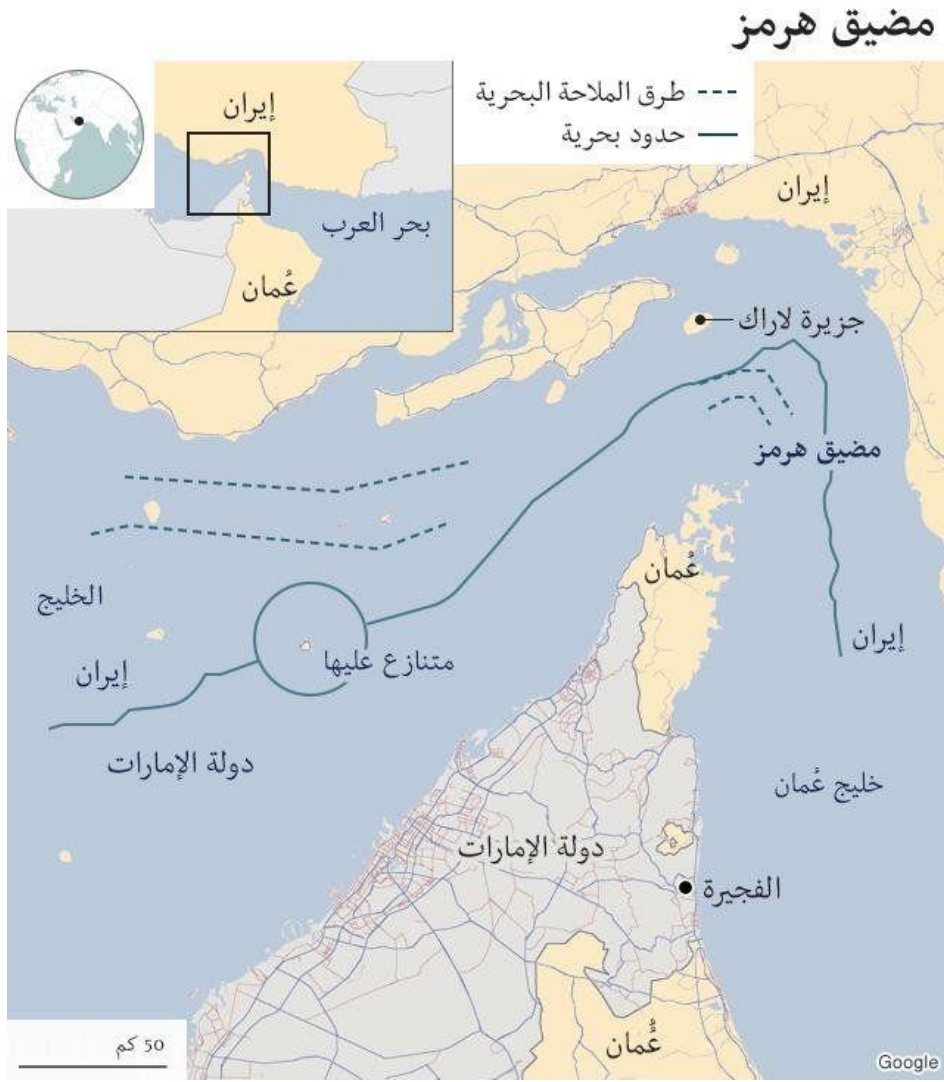 مضيق هرمز
طرق الملاحة البحرية
حدود بحرية
إيران
بحر العرب
عُمان
إيران
جزيرة لاراك
مضيق هرمز
عُمان
الخليج
إيران
متنازع عليها
إيران
دولة الإمارات
خليج عُمان
دولة الإمارات
الفجيرة
عُمان
50 كم
Google